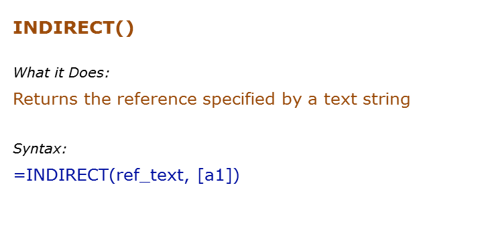 INDIRECT()
What it Does:
Returns the reference specified by a text string
Syntax:
=INDIRECT(ref_text, [a1])